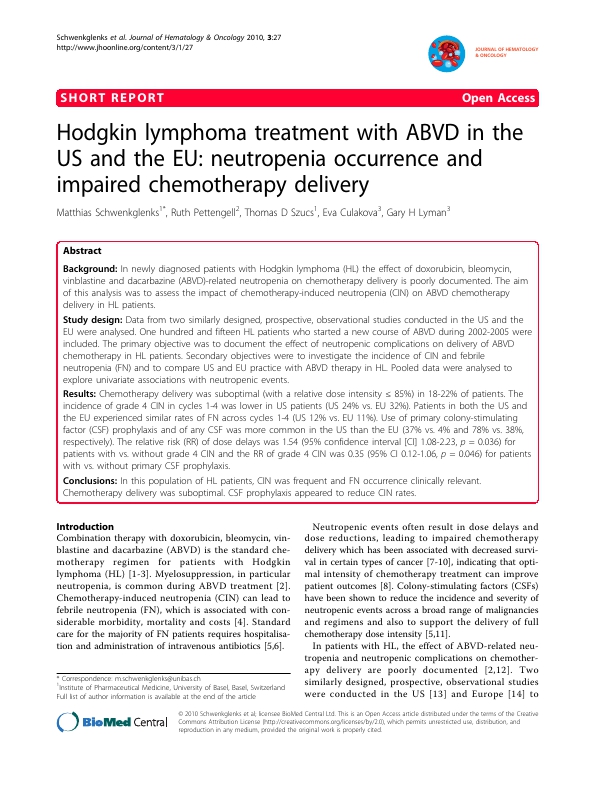 Schwenkglenks et al. Journal of Hematology & Oncology 2010, 3:27
http://www.jhoonline.org/content/3/1/27
JOURNAL OF HEMATOLOGY
& ONCOLOGY
SHORT REPORT
Open Access
Hodgkin lymphoma treatment with ABVD in the
US and the EU: neutropenia occurrence and
impaired chemotherapy delivery
Matthias Schwenkglenks1*, Ruth Pettengell2, Thomas D Szucs1, Eva Culakova3, Gary H Lyman3
Abstract
Background: In newly diagnosed patients with Hodgkin lymphoma (HL) the effect of doxorubicin, bleomycin,
vinblastine and dacarbazine (ABVD)-related neutropenia on chemotherapy delivery is poorly documented. The aim
of this analysis was to assess the impact of chemotherapy-induced neutropenia (CIN) on ABVD chemotherapy
delivery in HL patients.
Study design: Data from two similarly designed, prospective, observational studies conducted in the US and the
EU were analysed. One hundred and fifteen HL patients who started a new course of ABVD during 2002-2005 were
included. The primary objective was to document the effect of neutropenic complications on delivery of ABVD
chemotherapy in HL patients. Secondary objectives were to investigate the incidence of CIN and febrile
neutropenia (FN) and to compare US and EU practice with ABVD therapy in HL. Pooled data were analysed to
explore univariate associations with neutropenic events.
Results: Chemotherapy delivery was suboptimal (with a relative dose intensity ≤ 85%) in 18-22% of patients. The
incidence of grade 4 CIN in cycles 1-4 was lower in US patients (US 24% vs. EU 32%). Patients in both the US and
the EU experienced similar rates of FN across cycles 1-4 (US 12% vs. EU 11%). Use of primary colony-stimulating
factor (CSF) prophylaxis and of any CSF was more common in the US than the EU (37% vs. 4% and 78% vs. 38%,
respectively). The relative risk (RR) of dose delays was 1.54 (95% confidence interval [CI] 1.08-2.23, p = 0.036) for
patients with vs. without grade 4 CIN and the RR of grade 4 CIN was 0.35 (95% CI 0.12-1.06, p = 0.046) for patients
with vs. without primary CSF prophylaxis.
Conclusions: In this population of HL patients, CIN was frequent and FN occurrence clinically relevant.
Chemotherapy delivery was suboptimal. CSF prophylaxis appeared to reduce CIN rates.
Introduction
Combination therapy with doxorubicin, bleomycin, vin-
blastine and dacarbazine (ABVD) is the standard che-
motherapy regimen for patients with Hodgkin
lymphoma (HL) [1-3]. Myelosuppression, in particular
neutropenia, is common during ABVD treatment [2].
Chemotherapy-induced neutropenia (CIN) can lead to
febrile neutropenia (FN), which is associated with con-
siderable morbidity, mortality and costs [4]. Standard
care for the majority of FN patients requires hospitalisa-
tion and administration of intravenous antibiotics [5,6].
* Correspondence: m.schwenkglenks@unibas.ch
1Institute of Pharmaceutical Medicine, University of Basel, Basel, Switzerland
Full list of author information is available at the end of the article
Neutropenic events often result in dose delays and
dose reductions, leading to impaired chemotherapy
delivery which has been associated with decreased survi-
val in certain types of cancer [7-10], indicating that opti-
mal intensity of chemotherapy treatment can improve
patient outcomes [8]. Colony-stimulating factors (CSFs)
have been shown to reduce the incidence and severity of
neutropenic events across a broad range of malignancies
and regimens and also to support the delivery of full
chemotherapy dose intensity [5,11].
In patients with HL, the effect of ABVD-related neu-
tropenia and neutropenic complications on chemother-
apy delivery are poorly documented [2,12]. Two
similarly designed, prospective, observational studies
were conducted in the US [13] and Europe [14] to
BioMed Central
© 2010 Schwenkglenks et al; licensee BioMed Central Ltd. This is an Open Access article distributed under the terms of the Creative
Commons Attribution License (http://creativecommons.org/licenses/by/2.0), which permits unrestricted use, distribution, and
reproduction in any medium, provided the original work is properly cited.